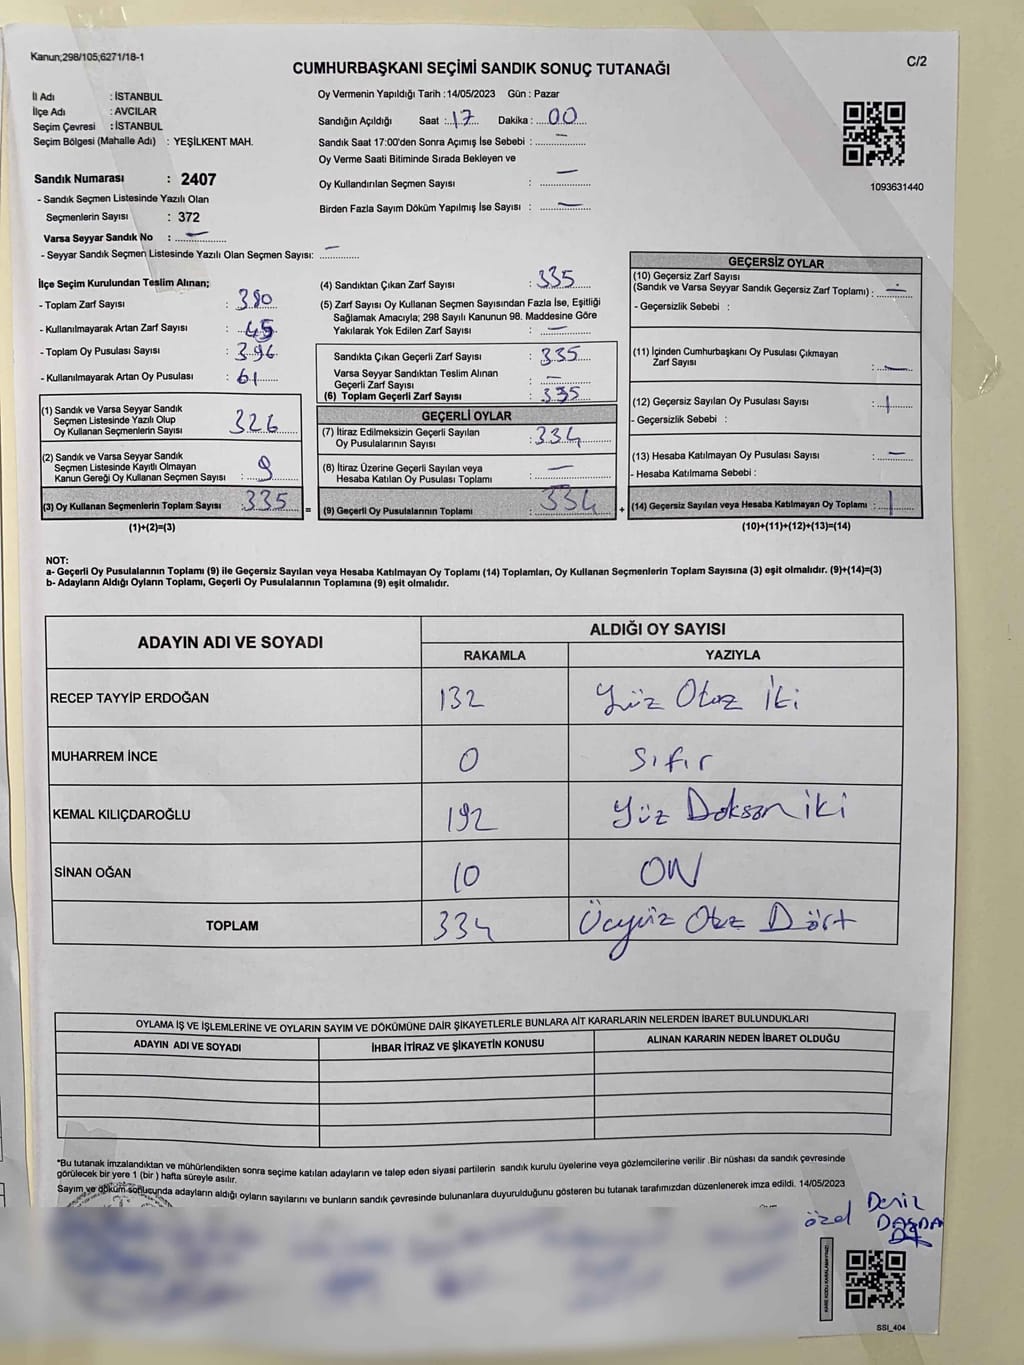 Kanun;298/105;6271/18-1
C/2
CUMHURBAŞKANI SEÇİMİ SANDIK SONUÇ TUTANAĞI
İl Adı : İSTANBUL
İlçe Adı : AVCILAR
Seçim Çevresi : İSTANBUL
Seçim Bölgesi (Mahalle Adı) : YEŞİLKENT MAH.
Sandık Numarası : 2407
- Sandık Seçmen Listesinde Yazılı Olan
Seçmenlerin Sayısı : 372
Varsa Seyyar Sandık No : —
- Seyyar Sandık Seçmen Listesinde Yazılı Olan Seçmen Sayısı: —
Oy Vermenin Yapıldığı Tarih :14/05/2023 Gün : Pazar
Sandığın Açıldığı Saat : 17 Dakika : 00
Sandık Saat 17:00'den Sonra Açımış İse Sebebi : —
Oy Verme Saati Bitiminde Sırada Bekleyen ve
Oy Kullandırılan Seçmen Sayısı : —
Birden Fazla Sayım Döküm Yapılmış İse Sayısı : —
1093631440
İlçe Seçim Kurulundan Teslim Alınan;
- Toplam Zarf Sayısı : 380
- Kullanılmayarak Artan Zarf Sayısı : 45
- Toplam Oy Pusulası Sayısı : 396
- Kullanılmayarak Artan Oy Pusulası : 61
(1) Sandık ve Varsa Seyyar Sandık
Seçmen Listesinde Yazılı Olup
Oy Kullanan Seçmenlerin Sayısı 326
(2) Sandık ve Varsa Seyyar Sandık
Seçmen Listesinde Kayıtlı Olmayan
Kanun Gereği Oy Kullanan Seçmen Sayısı : 9
(3) Oy Kullanan Seçmenlerin Toplam Sayısı : 335
(1)+(2)=(3)
=
(4) Sandıktan Çıkan Zarf Sayısı : 335
(5) Zarf Sayısı Oy Kullanan Seçmen Sayısından Fazla İse, Eşitliği
Sağlamak Amacıyla; 298 Sayılı Kanunun 98. Maddesine Göre
Yakılarak Yok Edilen Zarf Sayısı : —
Sandıkta Çıkan Geçerli Zarf Sayısı : 335
Varsa Seyyar Sandıktan Teslim Alınan
Geçerli Zarf Sayısı : —
(6) Toplam Geçerli Zarf Sayısı : 335
GEÇERLİ OYLAR
(7) İtiraz Edilmeksizin Geçerli Sayılan
Oy Pusulalarının Sayısı : 334
(8) İtiraz Üzerine Geçerli Sayılan veya
Hesaba Katılan Oy Pusulası Toplamı : —
(9) Geçerli Oy Pusulalarının Toplamı : 334
+
GEÇERSİZ OYLAR
(10) Geçersiz Zarf Sayısı
(Sandık ve Varsa Seyyar Sandık Geçersiz Zarf Toplamı) : —
- Geçersizlik Sebebi :
(11) İçinden Cumhurbaşkanı Oy Pusulası Çıkmayan
Zarf Sayısı : —
(12) Geçersiz Sayılan Oy Pusulası Sayısı : 1
- Geçersizlik Sebebi :
(13) Hesaba Katılmayan Oy Pusulası Sayısı : —
- Hesaba Katılmama Sebebi :
(14) Geçersiz Sayılan veya Hesaba Katılmayan Oy Toplamı : 1
(10)+(11)+(12)+(13)=(14)
NOT:
a- Geçerli Oy Pusulalarının Toplamı (9) ile Geçersiz Sayılan veya Hesaba Katılmayan Oy Toplamı (14) Toplamları, Oy Kullanan Seçmenlerin Toplam Sayısına (3) eşit olmalıdır. (9)+(14)=(3)
b- Adayların Aldığı Oyların Toplamı, Geçerli Oy Pusulalarının Toplamına (9) eşit olmalıdır.
ADAYIN ADI VE SOYADI
ALDIĞI OY SAYISI
RAKAMLA YAZIYLA
RECEP TAYYİP ERDOĞAN 132 Yüz Otuz İki
MUHARREM İNCE 0 Sıfır
KEMAL KILIÇDAROĞLU 192 Yüz Doksan iki
SİNAN OĞAN 10 ON
TOPLAM 334 Üçyüz Otuz Dört
OYLAMA İŞ VE İŞLEMLERİNE VE OYLARIN SAYIM VE DÖKÜMÜNE DAİR ŞİKAYETLERLE BUNLARA AİT KARARLARIN NELERDEN İBARET BULUNDUKLARI
ADAYIN ADI VE SOYADI İHBAR İTİRAZ VE ŞİKAYETİN KONUSU ALINAN KARARIN NEDEN İBARET OLDUĞU
*Bu tutanak imzalandıktan ve mühürlendikten sonra seçime katılan adayların ve talep eden siyasi partilerin sandık kurulu üyelerine veya gözlemcilerine verilir .Bir nüshası da sandık çevresinde
görülecek bir yere 1 (bir ) hafta süreyle asılır.
Sayım ve döküm sonucunda adayların aldığı oyların sayılarını ve bunların sandık çevresinde bulunanlara duyurulduğunu gösteren bu tutanak tarafımızdan düzenlenerek imza edildi. 14/05/2023
özel Deniz
SSİ_404